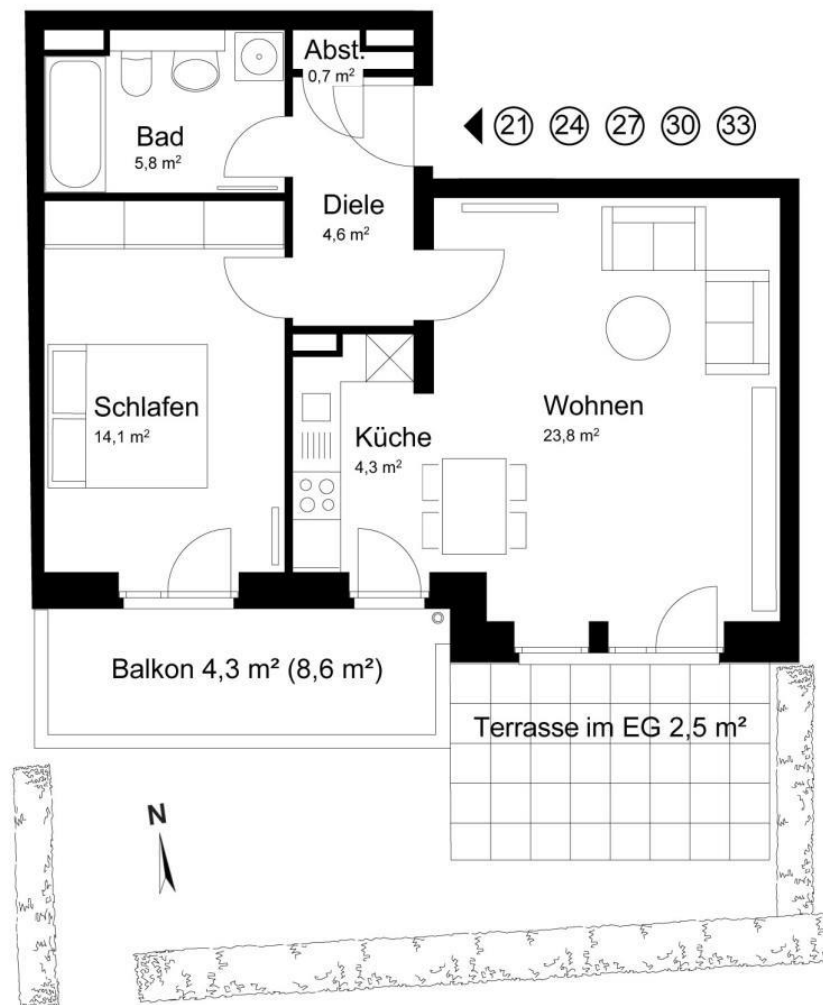 Abst.
0,7 m²
21 24 27 30 33
Bad
5,8 m²
Diele
4,6 m²
Schlafen
14,1 m²
Wohnen
23,8 m²
Küche
4,3 m²
Balkon 4,3 m² (8,6 m²)
Terrasse im EG 2,5 m²
N